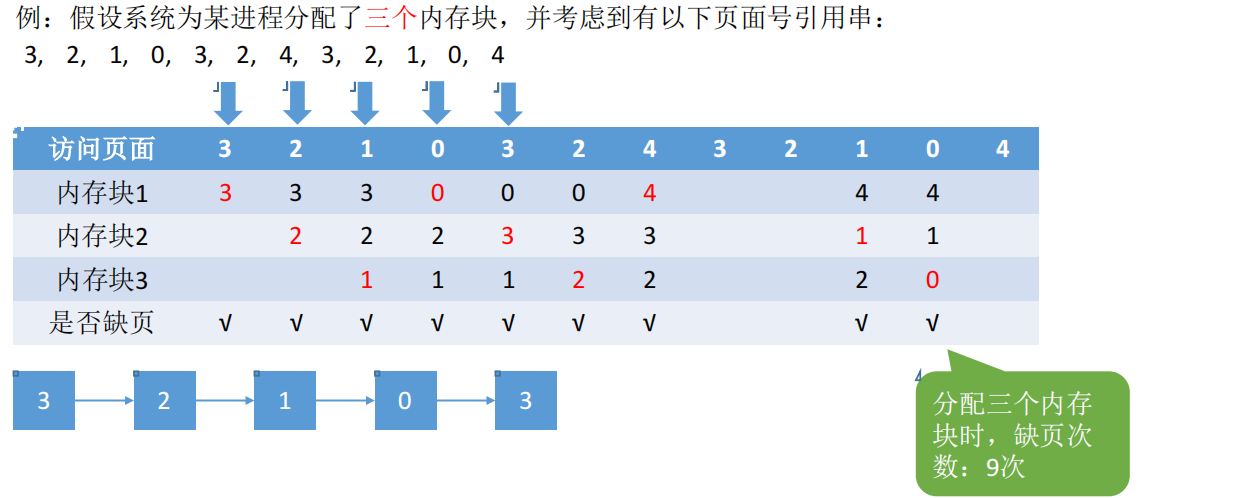 例：假设系统为某进程分配了三个内存块，并考虑到有以下页面号引用串：
3, 2, 1, 0, 3, 2, 4, 3, 2, 1, 0, 4
访问页面 3 2 1 0 3 2 4 3 2 1 0 4
内存块1 3 3 3 0 0 0 4 4 4
内存块2 2 2 2 3 3 3 1 1
内存块3 1 1 1 2 2 2 0
是否缺页 √ √ √ √ √ √ √ √ √
3 2 1 0 3
分配三个内存
块时，缺页次
数：9次